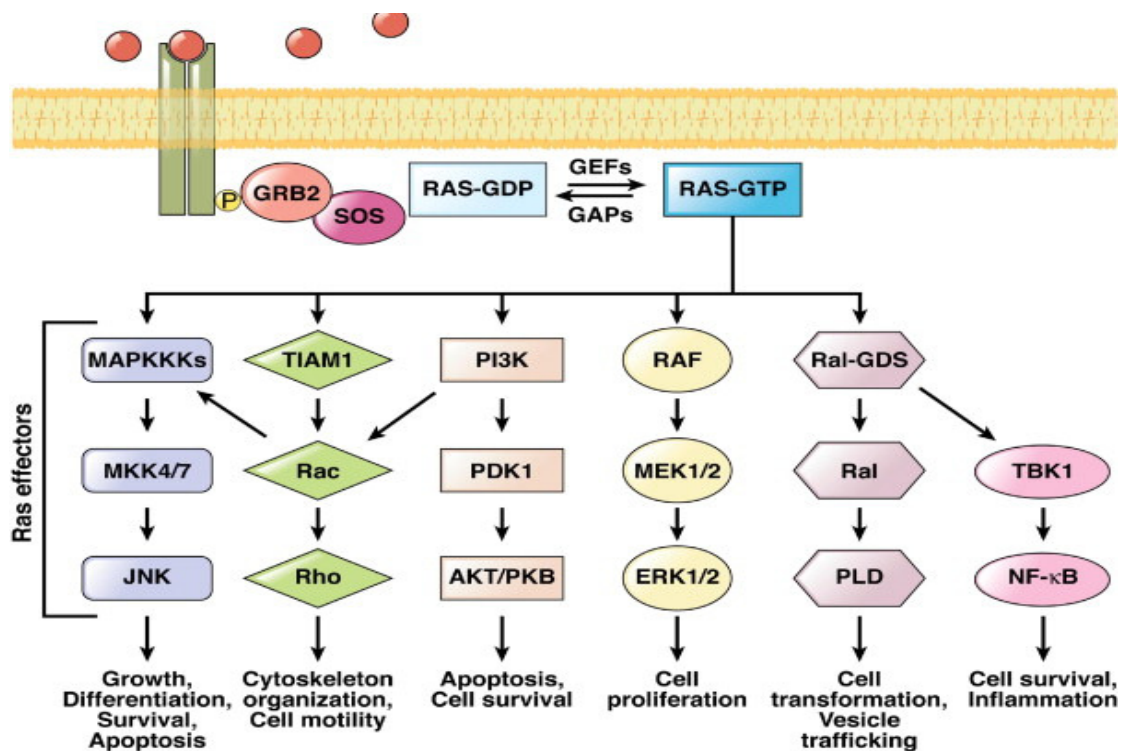 GEFs
GRB2
RAS-GDP
RAS-GTP
P
GAPs
SOS
Ras effectors
MAPKKKs
TIAM1
PI3K
RAF
Ral-GDS
MKK4/7
Rac
PDK1
MEK1/2
Ral
TBK1
JNK
Rho
AKT/PKB
ERK1/2
PLD
NF-κB
Growth,
Differentiation,
Survival,
Apoptosis
Cytoskeleton
organization,
Cell motility
Apoptosis,
Cell survival
Cell
proliferation
Cell
transformation,
Vesicle
trafficking
Cell survival,
Inflammation